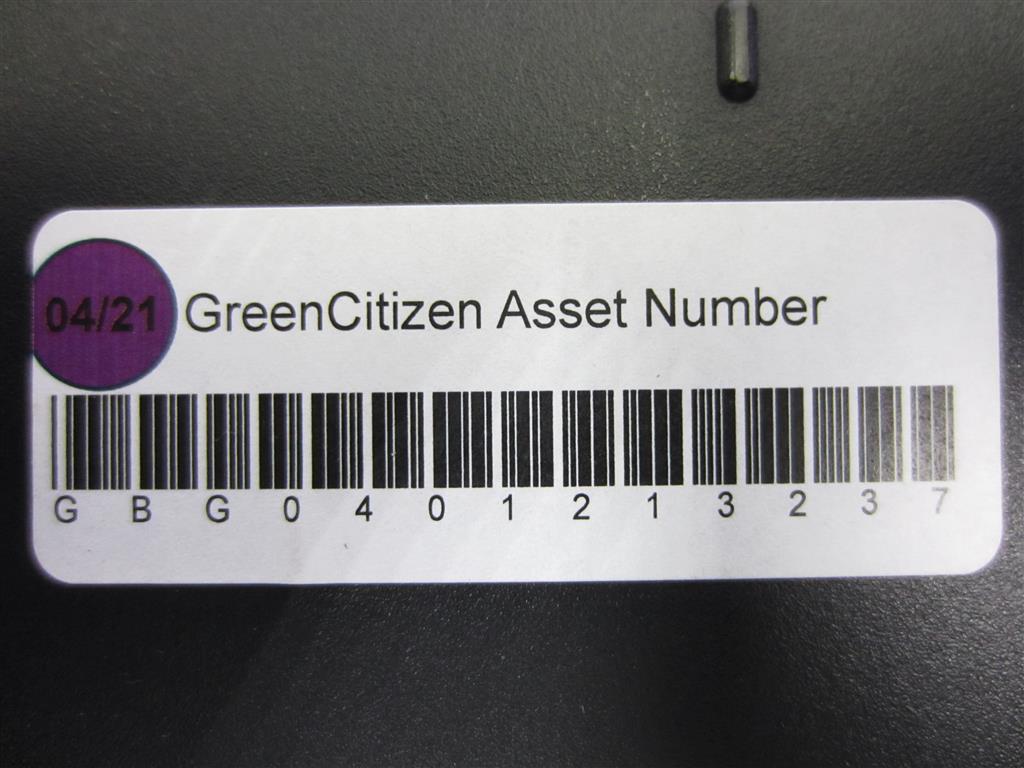 04/21 GreenCitizen Asset Number
G B G 0 4 0 1 2 1 3 2 3 7